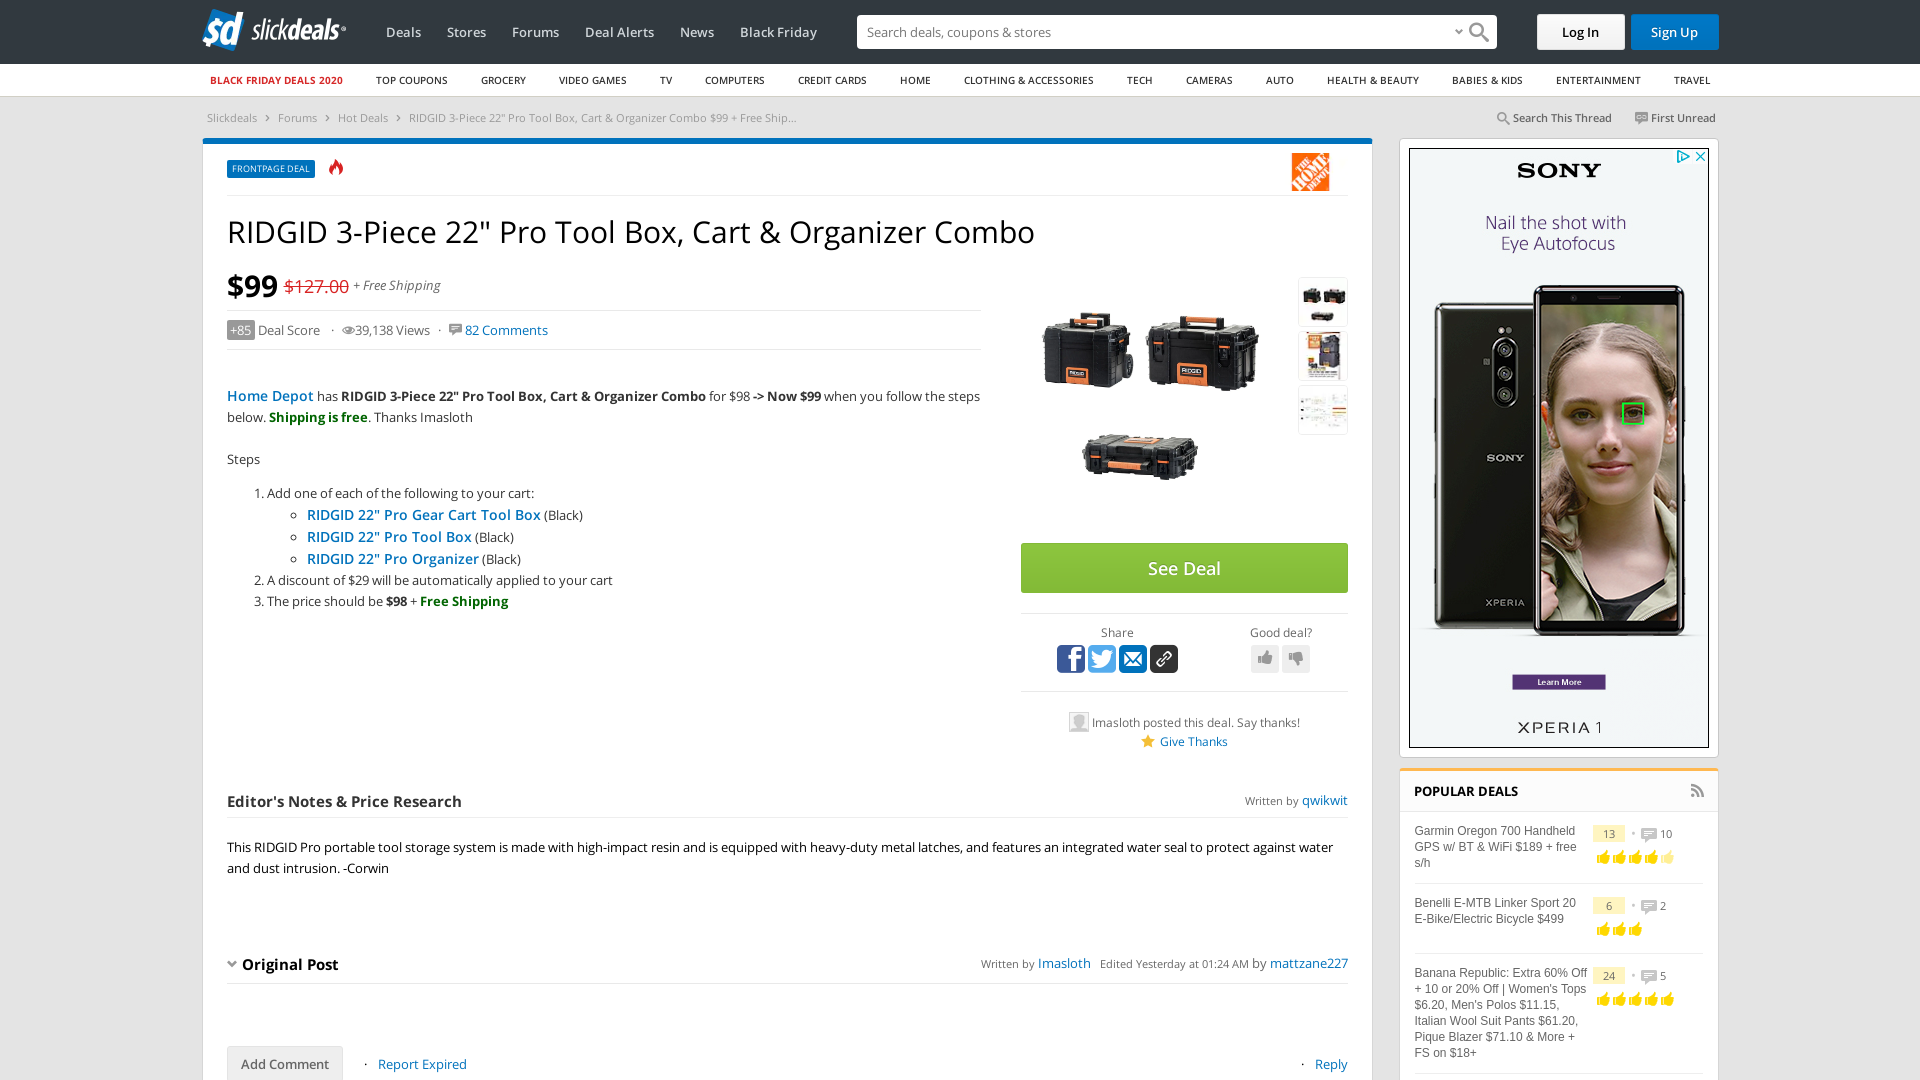 sd slickdeals
Deals
Stores
Forums
Deal Alerts
News
Black Friday
Search deals, coupons & stores
Log In
Sign Up
BLACK FRIDAY DEALS 2020
TOP COUPONS
GROCERY
VIDEO GAMES
TV
COMPUTERS
CREDIT CARDS
HOME
CLOTHING & ACCESSORIES
TECH
CAMERAS
AUTO
HEALTH & BEAUTY
BABIES & KIDS
ENTERTAINMENT
TRAVEL
Slickdeals › Forums › Hot Deals › RIDGID 3-Piece 22" Pro Tool Box, Cart & Organizer Combo $99 + Free Ship...
Search This Thread
First Unread
FRONTPAGE DEAL
THE HOME DEPOT
RIDGID 3-Piece 22" Pro Tool Box, Cart & Organizer Combo
$99 $127.00 + Free Shipping
+85 Deal Score · 39,138 Views · 82 Comments
Home Depot has RIDGID 3-Piece 22" Pro Tool Box, Cart & Organizer Combo for $98 -> Now $99 when you follow the steps
below. Shipping is free. Thanks Imasloth
Steps
1. Add one of each of the following to your cart:
RIDGID 22" Pro Gear Cart Tool Box (Black)
RIDGID 22" Pro Tool Box (Black)
RIDGID 22" Pro Organizer (Black)
2. A discount of $29 will be automatically applied to your cart
3. The price should be $98 + Free Shipping
RIDGID
RIDGID
See Deal
Share
Good deal?
Imasloth posted this deal. Say thanks!
Give Thanks
Editor's Notes & Price Research
Written by qwikwit
This RIDGID Pro portable tool storage system is made with high-impact resin and is equipped with heavy-duty metal latches, and features an integrated water seal to protect against water
and dust intrusion. -Corwin
Original Post
Written by Imasloth Edited Yesterday at 01:24 AM by mattzane227
Add Comment
· Report Expired
· Reply
SONY
Nail the shot with
Eye Autofocus
SONY
XPERIA
Learn More
XPERIA 1
POPULAR DEALS
Garmin Oregon 700 Handheld
GPS w/ BT & WiFi $189 + free
s/h
13 • 10
Benelli E-MTB Linker Sport 20
E-Bike/Electric Bicycle $499
6 • 2
Banana Republic: Extra 60% Off
+ 10 or 20% Off | Women's Tops
$6.20, Men's Polos $11.15,
Italian Wool Suit Pants $61.20,
Pique Blazer $71.10 & More +
FS on $18+
24 • 5